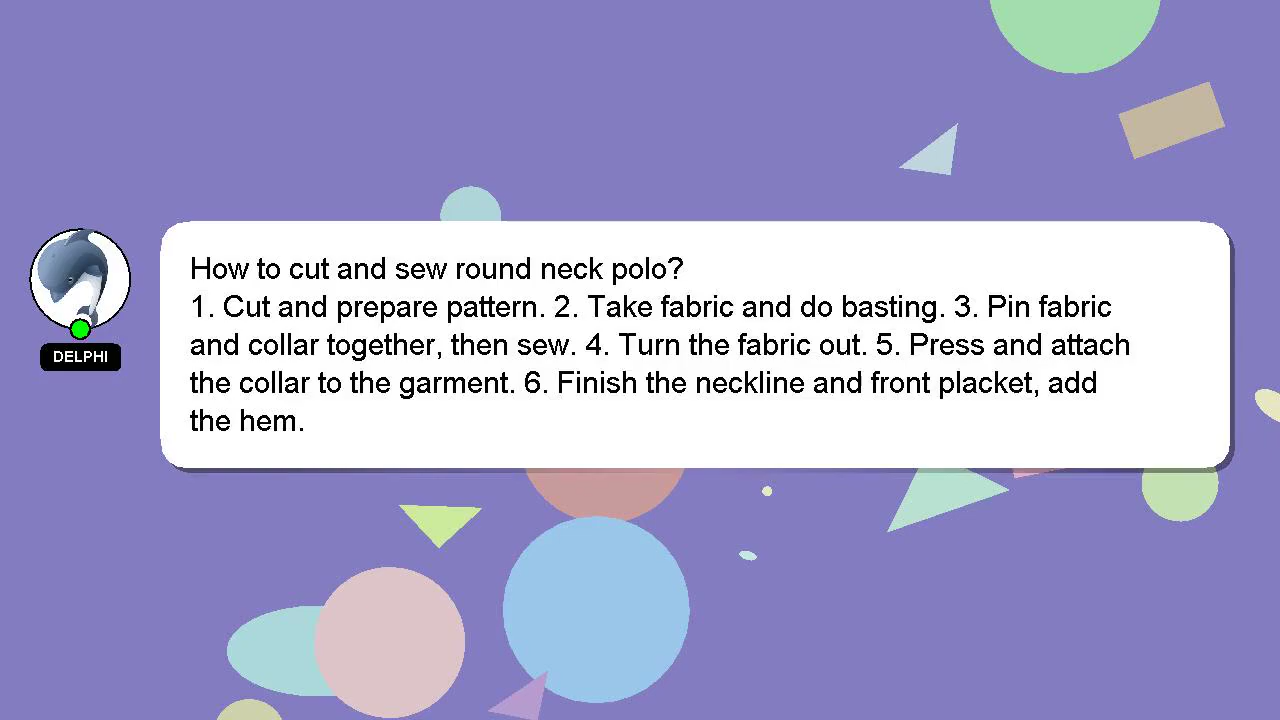 How to cut and sew round neck polo?
1. Cut and prepare pattern. 2. Take fabric and do basting. 3. Pin fabric
and collar together, then sew. 4. Turn the fabric out. 5. Press and attach
the collar to the garment. 6. Finish the neckline and front placket, add
the hem.
DELPHI